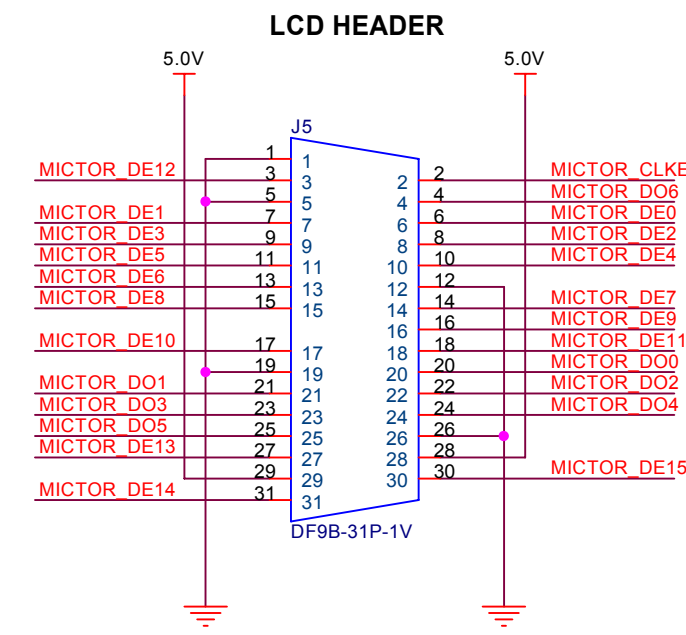 LCD HEADER
5.0V 5.0V
J5
1 1
MICTOR_DE12 3 3 2 2 MICTOR_CLKE
5 5 4 4 MICTOR_DO6
MICTOR_DE1 7 7 6 6 MICTOR_DE0
MICTOR_DE3 9 9 8 8 MICTOR_DE2
MICTOR_DE5 11 11 10 10 MICTOR_DE4
MICTOR_DE6 13 13 12 12
MICTOR_DE8 15 15 14 14 MICTOR_DE7
16 16 MICTOR_DE9
MICTOR_DE10 17 17 18 18 MICTOR_DE11
19 19 20 20 MICTOR_DO0
MICTOR_DO1 21 21 22 22 MICTOR_DO2
MICTOR_DO3 23 23 24 24 MICTOR_DO4
MICTOR_DO5 25 25 26 26
MICTOR_DE13 27 27 28 28
29 29 30 30 MICTOR_DE15
MICTOR_DE14 31 31
DF9B-31P-1V